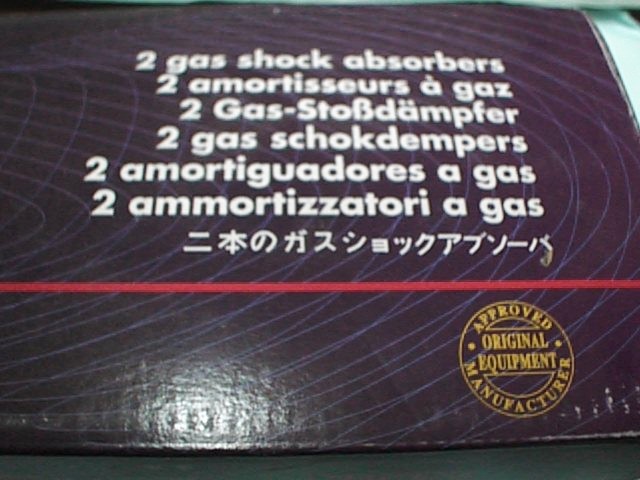 2 gas shock absorbers
2 amortisseurs à gaz
2 Gas-Stoßdämpfer
2 gas schokdempers
2 amortiguadores a gas
2 ammortizzatori a gas
二本のガスショックアブソーバ
APPROVED
ORIGINAL
EQUIPMENT
MANUFACTURER